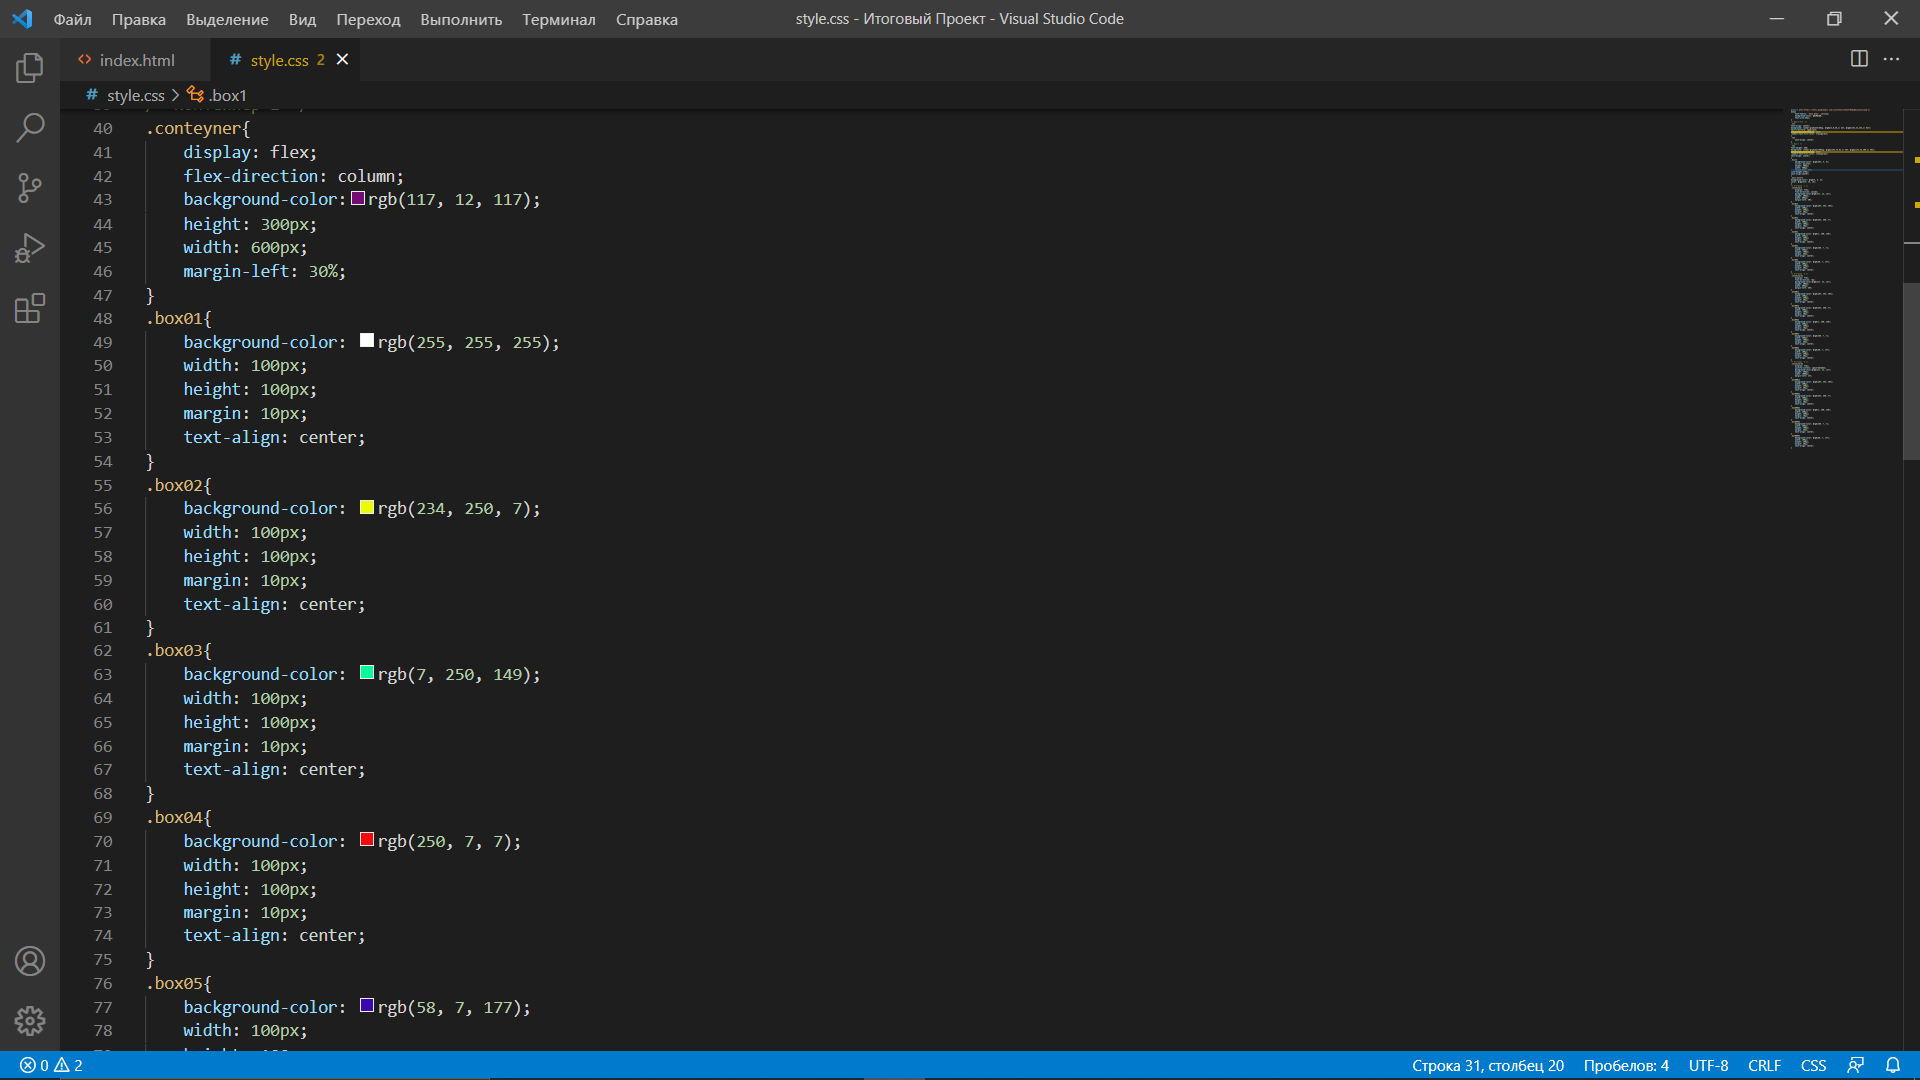 Файл Правка Выделение Вид Переход Выполнить Терминал Справка
style.css - Итоговый Проект - Visual Studio Code
index.html
# style.css 2
# style.css > .box1
40 .conteyner{
41 display: flex;
42 flex-direction: column;
43 background-color: rgb(117, 12, 117);
44 height: 300px;
45 width: 600px;
46 margin-left: 30%;
47 }
48 .box01{
49 background-color: rgb(255, 255, 255);
50 width: 100px;
51 height: 100px;
52 margin: 10px;
53 text-align: center;
54 }
55 .box02{
56 background-color: rgb(234, 250, 7);
57 width: 100px;
58 height: 100px;
59 margin: 10px;
60 text-align: center;
61 }
62 .box03{
63 background-color: rgb(7, 250, 149);
64 width: 100px;
65 height: 100px;
66 margin: 10px;
67 text-align: center;
68 }
69 .box04{
70 background-color: rgb(250, 7, 7);
71 width: 100px;
72 height: 100px;
73 margin: 10px;
74 text-align: center;
75 }
76 .box05{
77 background-color: rgb(58, 7, 177);
78 width: 100px;
0 2
Строка 31, столбец 20 Пробелов: 4 UTF-8 CRLF CSS